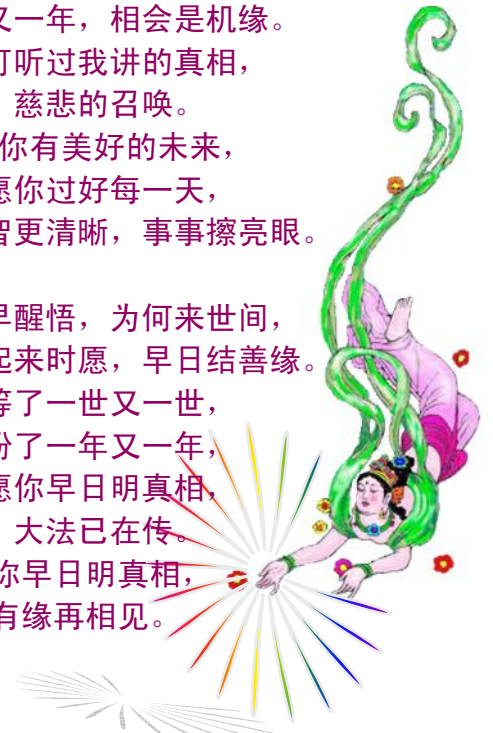 又一年，相会是机缘。
可听过我讲的真相，
慈悲的召唤。
你有美好的未来，
愿你过好每一天，
智更清晰，事事擦亮眼。
早醒悟，为何来世间，
起来时愿，早日结善缘。
等了一世又一世，
盼了一年又一年，
愿你早日明真相，
大法已在传。
你早日明真相，
有缘再相见。